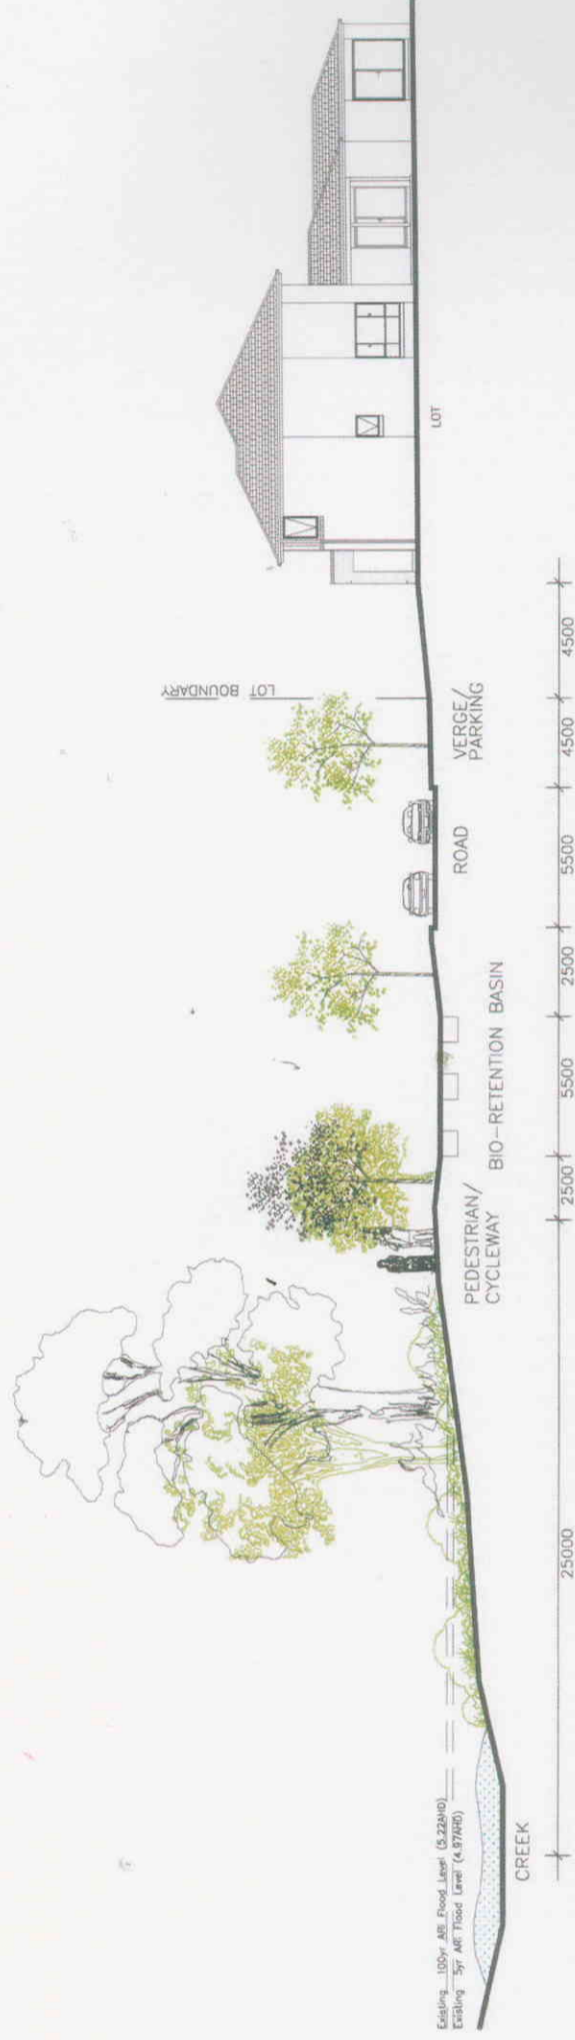 Existing 100yr ARI Flood Level (5.22AHD)
Existing 5yr ARI Flood Level (4.97AHD)
LOT BOUNDARY
CREEK
PEDESTRIAN/
CYCLEWAY
BIO-RETENTION BASIN
ROAD
VERGE/
PARKING
LOT
25000
2500
5500
2500
5500
4500
4500